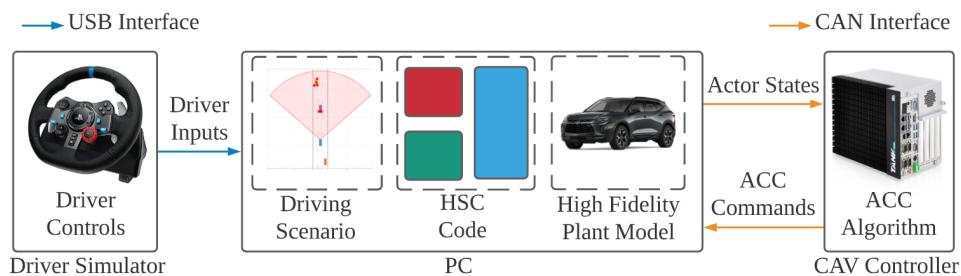 USB Interface
CAN Interface
Driver
Inputs
Actor States
ACC
Commands
Driver
Controls
Driving
Scenario
HSC
Code
High Fidelity
Plant Model
TANK
ACC
Algorithm
Driver Simulator
PC
CAV Controller